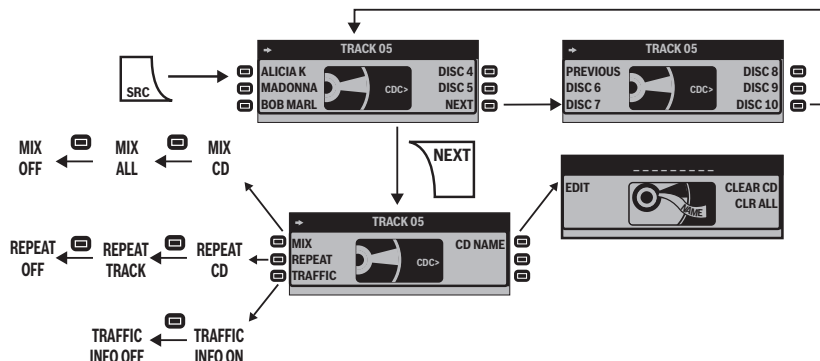 TRACK 05
ALICIA K DISC 4
MADONNA CDC> DISC 5
BOB MARL NEXT
TRACK 05
PREVIOUS DISC 8
DISC 6 CDC> DISC 9
DISC 7 DISC 10
SRC
NEXT
MIX OFF
MIX ALL
MIX CD
---------
EDIT CLEAR CD
CLR ALL
NAME
TRACK 05
MIX CD NAME
REPEAT CDC>
TRAFFIC
REPEAT OFF
REPEAT TRACK
REPEAT CD
TRAFFIC INFO OFF
TRAFFIC INFO ON